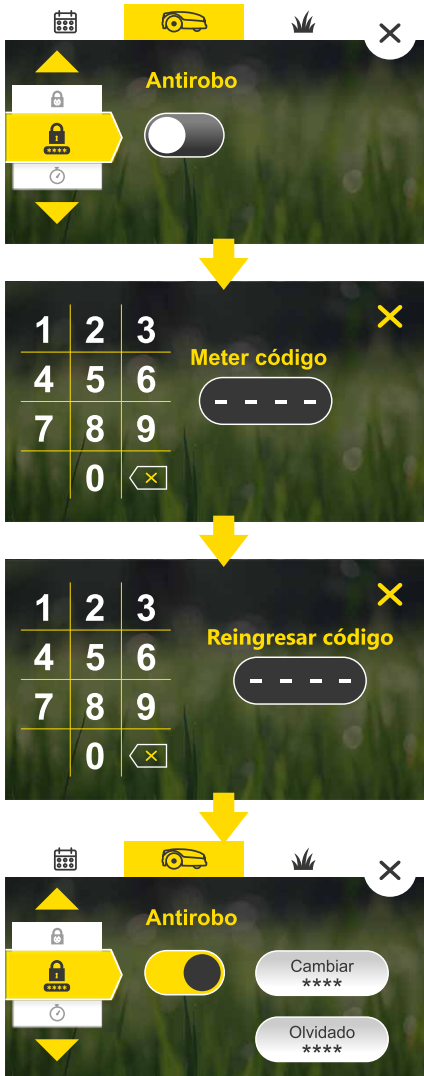 Antirobo
****
1 2 3
Meter código
4 5 6
- - - -
7 8 9
0
1 2 3
Reingresar código
4 5 6
- - - -
7 8 9
0
Antirobo
Cambiar
****
****
Olvidado
****